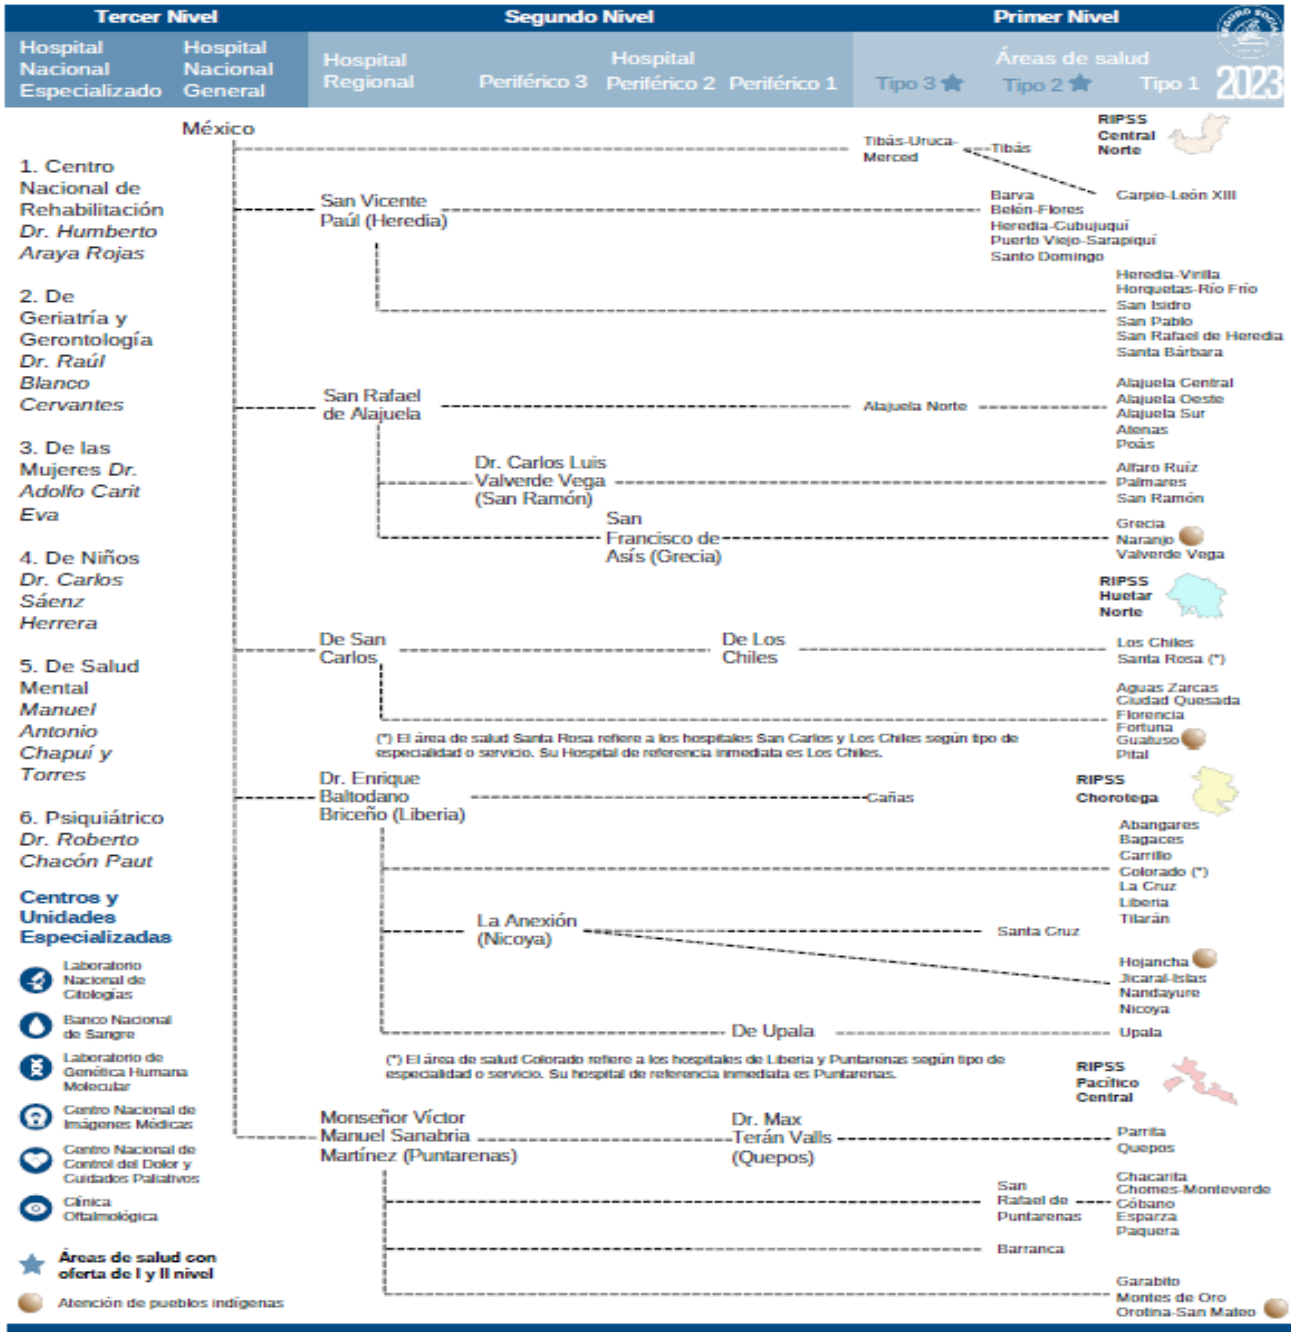 Tercer Nivel
Segundo Nivel
Primer Nivel
SEGURO SOCIAL
2023
Hospital
Nacional
Especializado
Hospital
Nacional
General
Hospital
Regional
Hospital
Periférico 3
Periférico 2
Periférico 1
Áreas de salud
Tipo 3
Tipo 2
Tipo 1
México
1. Centro
Nacional de
Rehabilitación
Dr. Humberto
Araya Rojas
2. De
Geriatría y
Gerontología
Dr. Raúl
Blanco
Cervantes
3. De las
Mujeres Dr.
Adolfo Carit
Eva
4. De Niños
Dr. Carlos
Sáenz
Herrera
5. De Salud
Mental
Manuel
Antonio
Chapuí y
Torres
6. Psiquiátrico
Dr. Roberto
Chacón Paut
Centros y
Unidades
Especializadas
Laboratorio
Nacional de
Citologías
Banco Nacional
de Sangre
Laboratorio de
Genética Humana
Molecular
Centro Nacional de
Imágenes Médicas
Centro Nacional de
Control del Dolor y
Cuidados Paliativos
Clínica
Oftalmológica
Áreas de salud con
oferta de I y II nivel
Atención de pueblos indígenas
RIPSS
Central
Norte
Tibás-Uruca-
Merced
Tibás
Carpio-León XIII
San Vicente
Paúl (Heredia)
Barva
Belén-Flores
Heredia-Cubujuquí
Puerto Viejo-Sarapiquí
Santo Domingo
Heredia-Virilla
Horquetas-Río Frío
San Isidro
San Pablo
San Rafael de Heredia
Santa Bárbara
San Rafael
de Alajuela
Alajuela Norte
Alajuela Central
Alajuela Oeste
Alajuela Sur
Atenas
Poás
Dr. Carlos Luis
Valverde Vega
(San Ramón)
Alfaro Ruiz
Palmares
San Ramón
San
Francisco de
Asís (Grecia)
Grecia
Naranjo
Valverde Vega
RIPSS
Huetar
Norte
De San
Carlos
De Los
Chiles
Los Chiles
Santa Rosa (*)
Aguas Zarcas
Ciudad Quesada
Florencia
Fortuna
Guatuso
Pital
(*) El área de salud Santa Rosa refiere a los hospitales San Carlos y Los Chiles según tipo de
especialidad o servicio. Su Hospital de referencia inmediata es Los Chiles.
RIPSS
Chorotega
Dr. Enrique
Baltodano
Briceño (Liberia)
Cañas
Abangares
Bagaces
Carrillo
Colorado (*)
La Cruz
Liberia
Tilarán
La Anexión
(Nicoya)
Santa Cruz
Hojancha
Jicaral-Islas
Nandayure
Nicoya
De Upala
Upala
(*) El área de salud Colorado refiere a los hospitales de Liberia y Puntarenas según tipo de
especialidad o servicio. Su hospital de referencia inmediata es Puntarenas.
RIPSS
Pacífico
Central
Monseñor Víctor
Manuel Sanabria
Martínez (Puntarenas)
Dr. Max
Terán Valls
(Quepos)
Parrita
Quepos
San
Rafael de
Puntarenas
Chacarita
Chomes-Monteverde
Cóbano
Esparza
Paquera
Barranca
Garabito
Montes de Oro
Orotina-San Mateo